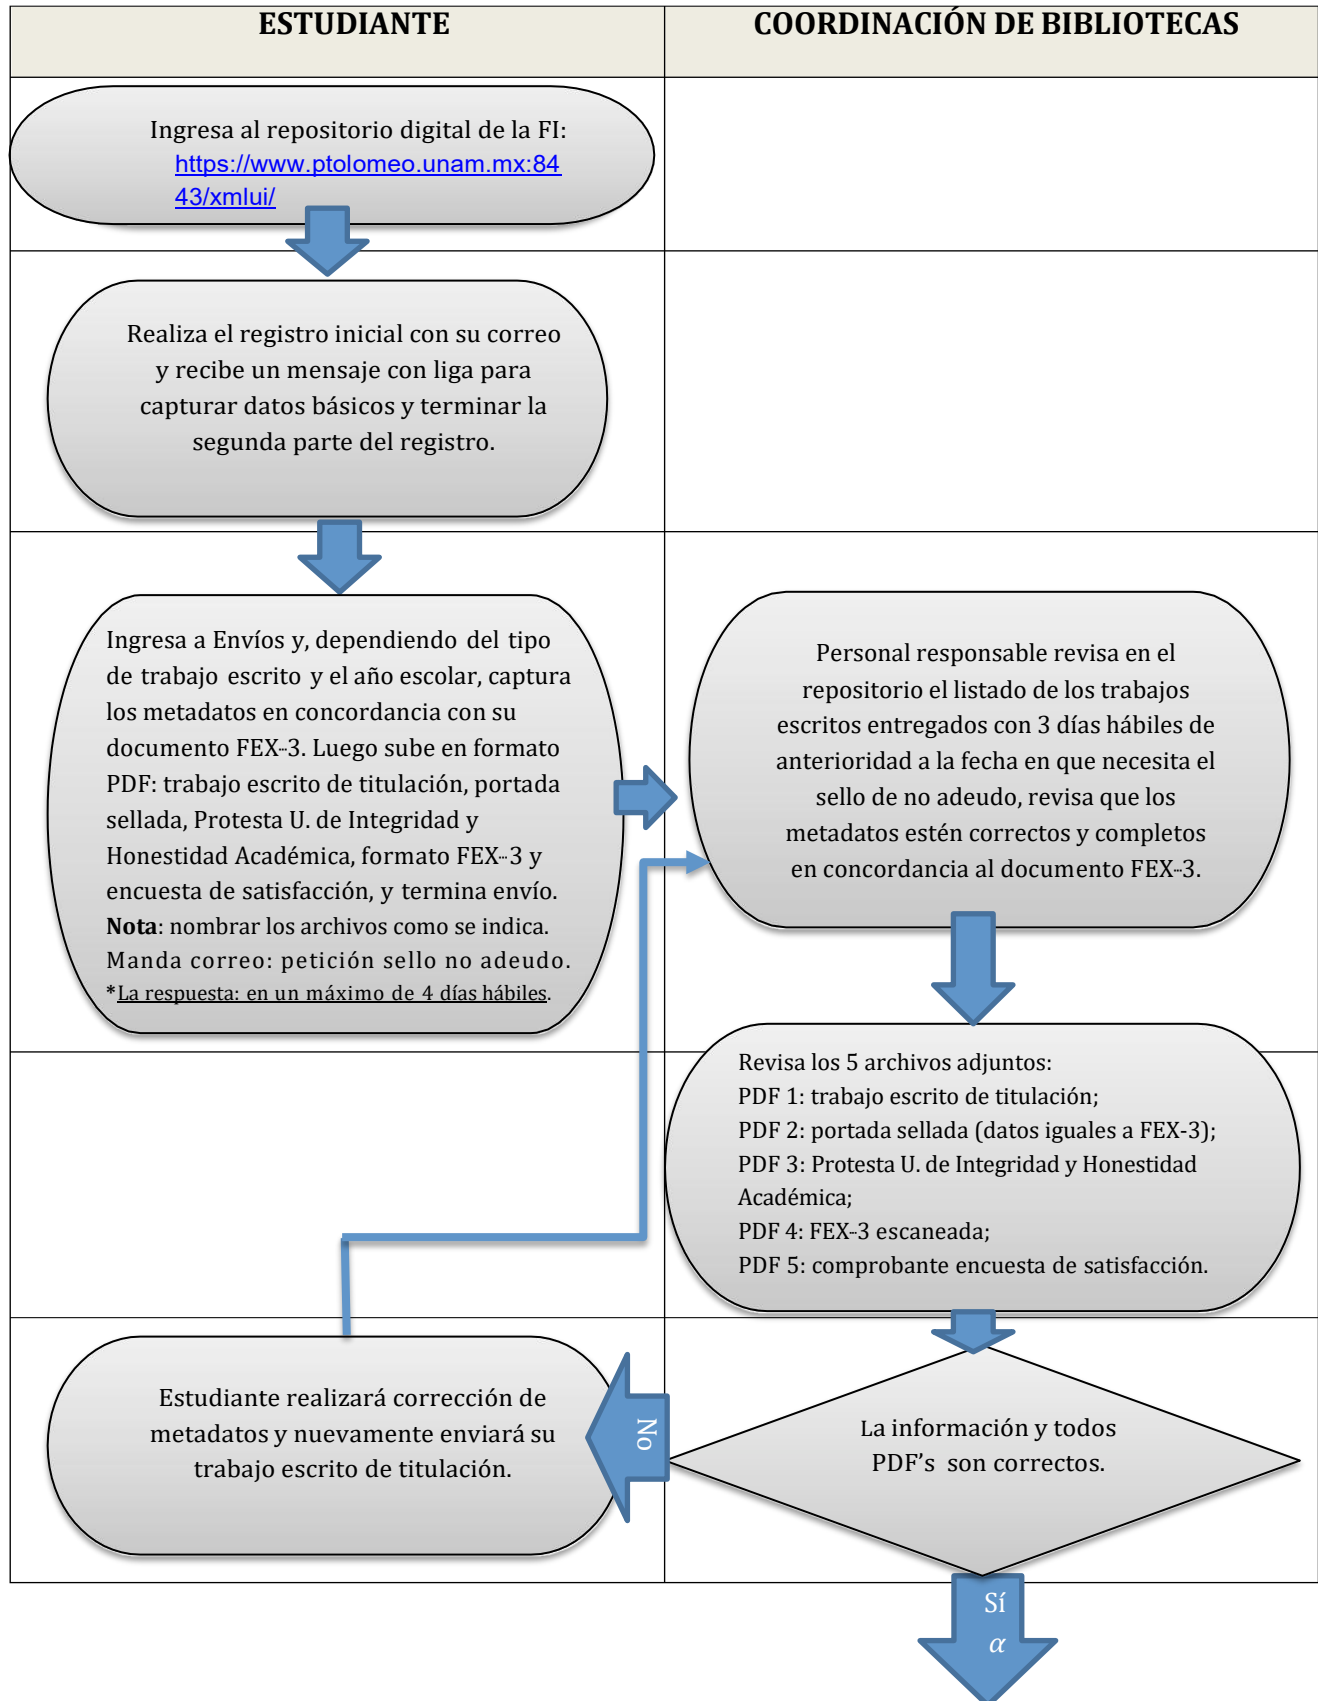 ESTUDIANTE
COORDINACIÓN DE BIBLIOTECAS
Ingresa al repositorio digital de la FI:
https://www.ptolomeo.unam.mx:84
43/xmlui/
Realiza el registro inicial con su correo
y recibe un mensaje con liga para
capturar datos básicos y terminar la
segunda parte del registro.
Ingresa a Envíos y, dependiendo del tipo
de trabajo escrito y el año escolar, captura
los metadatos en concordancia con su
documento FEX-3. Luego sube en formato
PDF: trabajo escrito de titulación, portada
sellada, Protesta U. de Integridad y
Honestidad Académica, formato FEX-3 y
encuesta de satisfacción, y termina envío.
Nota: nombrar los archivos como se indica.
Manda correo: petición sello no adeudo.
*La respuesta: en un máximo de 4 días hábiles.
Personal responsable revisa en el
repositorio el listado de los trabajos
escritos entregados con 3 días hábiles de
anterioridad a la fecha en que necesita el
sello de no adeudo, revisa que los
metadatos estén correctos y completos
en concordancia al documento FEX-3.
Revisa los 5 archivos adjuntos:
PDF 1: trabajo escrito de titulación;
PDF 2: portada sellada (datos iguales a FEX-3);
PDF 3: Protesta U. de Integridad y Honestidad
Académica;
PDF 4: FEX-3 escaneada;
PDF 5: comprobante encuesta de satisfacción.
La información y todos
PDF’s son correctos.
No
Estudiante realizará corrección de
metadatos y nuevamente enviará su
trabajo escrito de titulación.
Sí
α